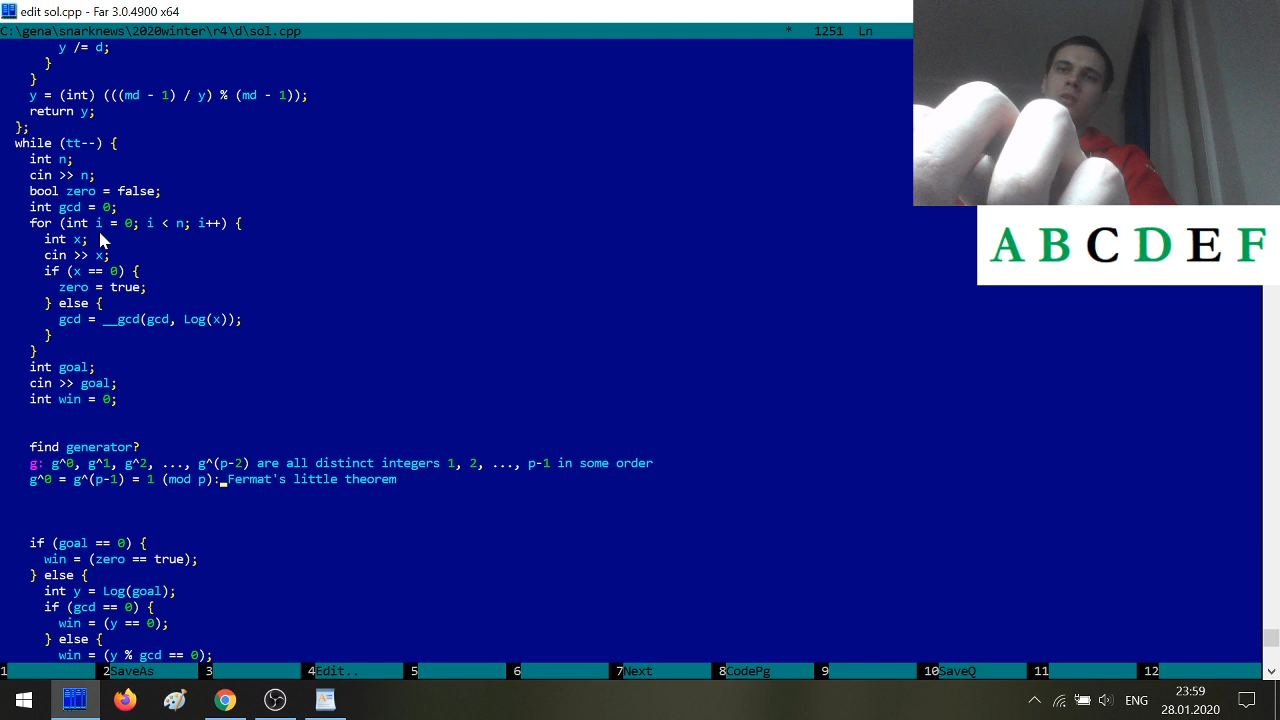 edit sol.cpp - Far 3.0.4900 x64
C:\gena\snarknews\2020winter\r4\d\sol.cpp * 1251 Ln
y /= d;
}
}
y = (int) (((md - 1) / y) % (md - 1));
return y;
};
while (tt--) {
int n;
cin >> n;
bool zero = false;
int gcd = 0;
for (int i = 0; i < n; i++) {
int x;
cin >> x;
if (x == 0) {
zero = true;
} else {
gcd = __gcd(gcd, Log(x));
}
}
int goal;
cin >> goal;
int win = 0;
find generator?
g: g^0, g^1, g^2, ..., g^(p-2) are all distinct integers 1, 2, ..., p-1 in some order
g^0 = g^(p-1) = 1 (mod p): Fermat's little theorem
if (goal == 0) {
win = (zero == true);
} else {
int y = Log(goal);
if (gcd == 0) {
win = (y == 0);
} else {
win = (y % gcd == 0);
A B C D E F
1 2SaveAs 3 4Edit.. 5 6 7Next 8CodePg 9 10SaveQ 11 12
ENG
23:59
28.01.2020